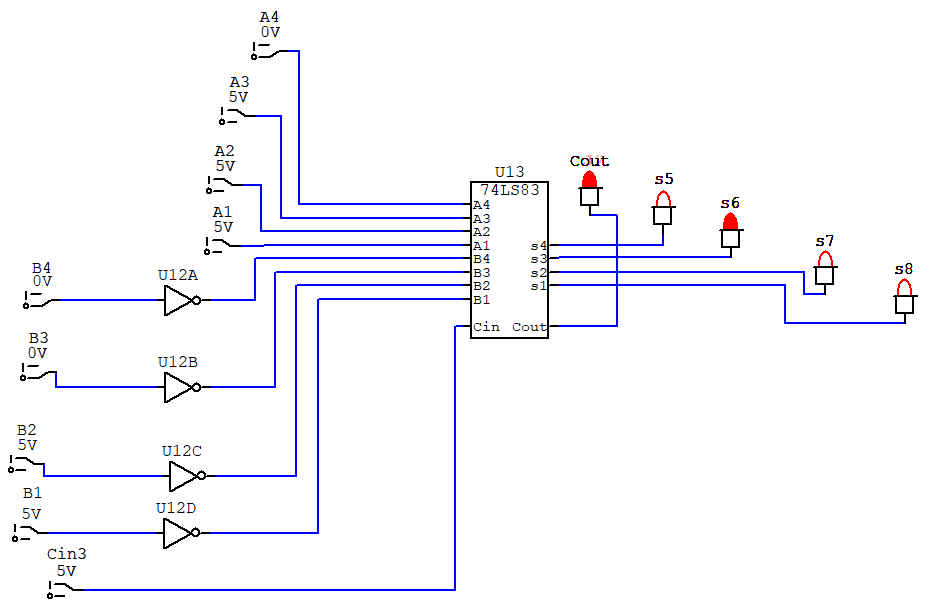 A4
0V
A3
5V
A2
5V
A1
5V
B4
0V
U12A
B3
0V
U12B
B2
5V
U12C
B1
5V
U12D
Cin3
5V
U13
74LS83
A4
A3
A2
A1
B4
B3
B2
B1
Cin
s4
s3
s2
s1
Cout
Cout
s5
s6
s7
s8